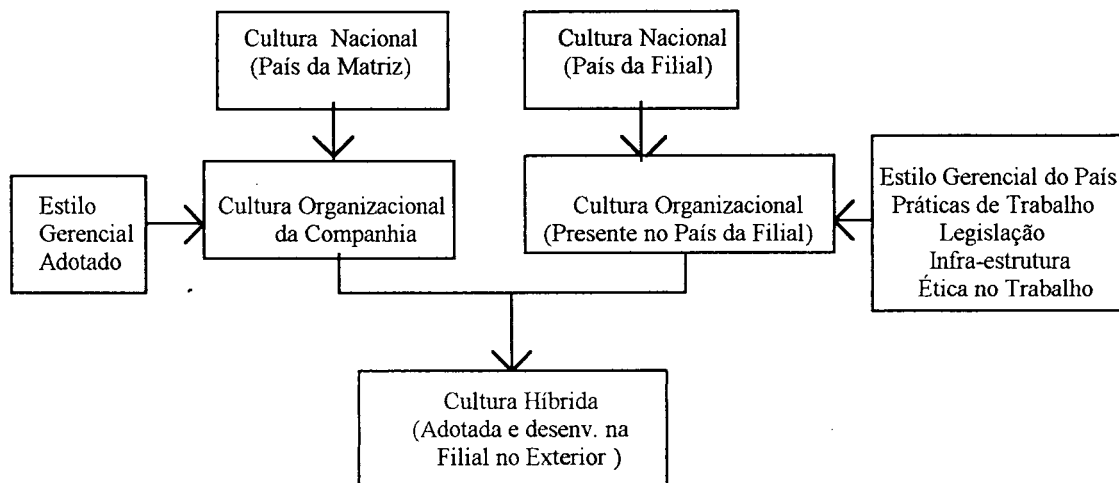 Cultura Nacional
(País da Matriz)
Cultura Nacional
(País da Filial)
Estilo
Gerencial
Adotado
Cultura Organizacional
da Companhia
Cultura Organizacional
(Presente no País da Filial)
Estilo Gerencial do País
Práticas de Trabalho
Legislação
Infra-estrutura
Ética no Trabalho
Cultura Híbrida
(Adotada e desenv. na
Filial no Exterior )